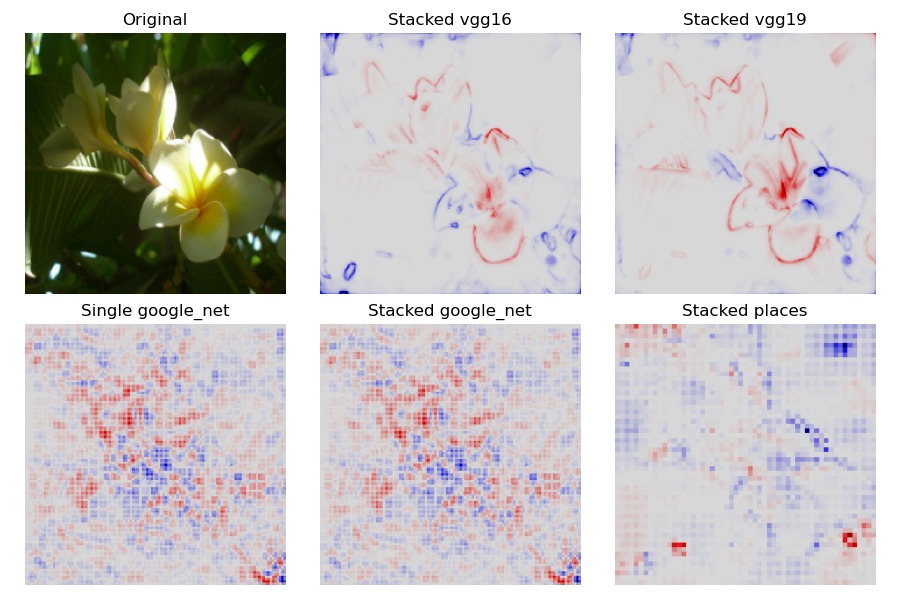 Original
Stacked vgg16
Stacked vgg19
Single google_net
Stacked google_net
Stacked places